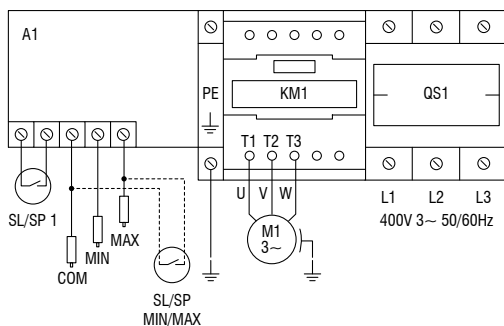 A1
PE
KM1
QS1
T1 T2 T3
U V W
L1 L2 L3
400V 3~ 50/60Hz
M1
3~
SL/SP 1
MAX
MIN
COM
SL/SP
MIN/MAX